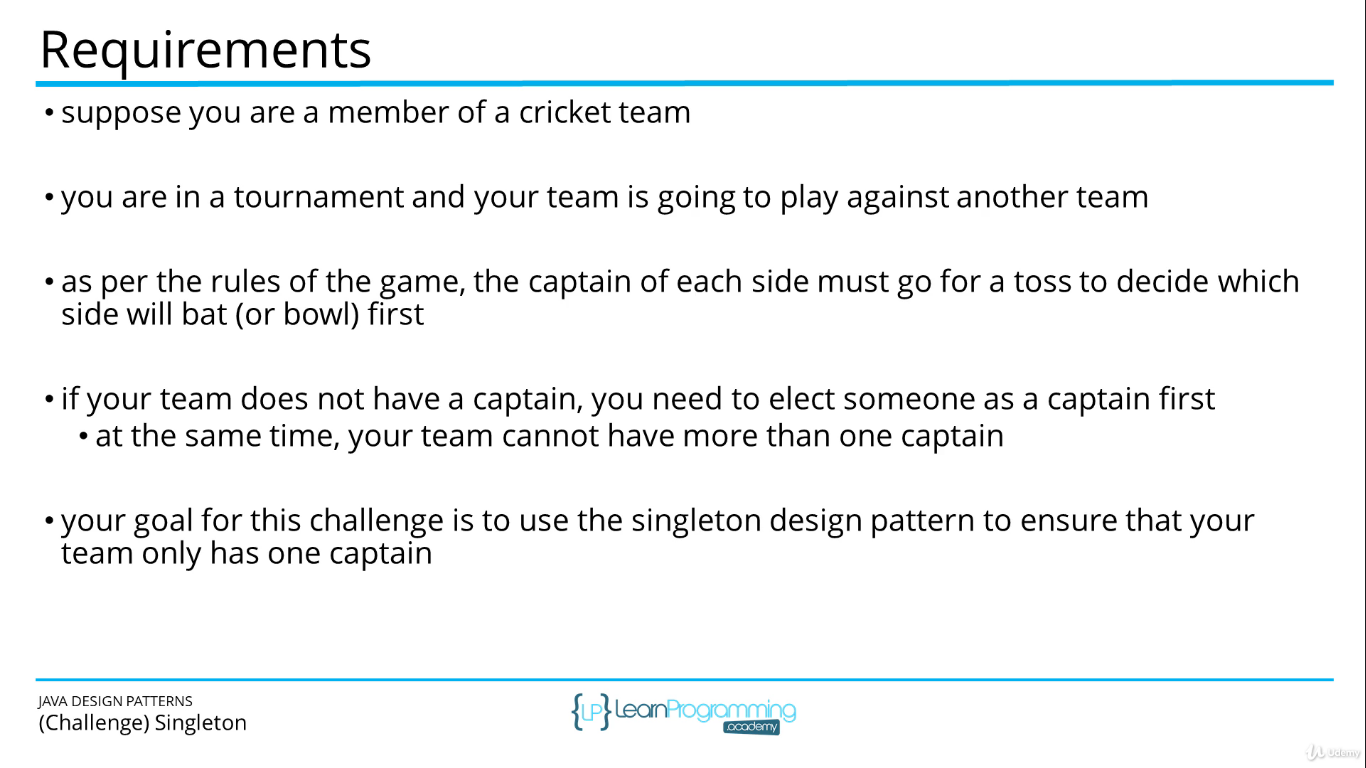 Requirements
• suppose you are a member of a cricket team
• you are in a tournament and your team is going to play against another team
• as per the rules of the game, the captain of each side must go for a toss to decide which
side will bat (or bowl) first
• if your team does not have a captain, you need to elect someone as a captain first
• at the same time, your team cannot have more than one captain
• your goal for this challenge is to use the singleton design pattern to ensure that your
team only has one captain
JAVA DESIGN PATTERNS
(Challenge) Singleton
{LP} LearnProgramming
.academy
Udemy